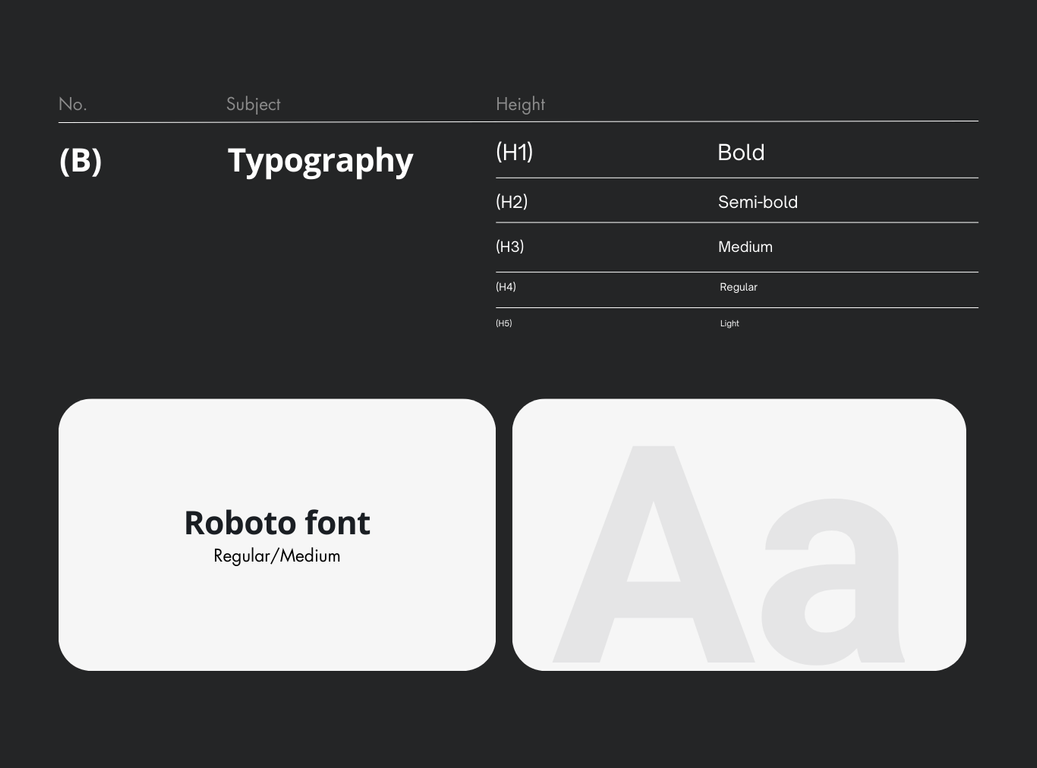 No. Subject Height
(B) Typography (H1) Bold
(H2) Semi-bold
(H3) Medium
(H4) Regular
(H5) Light
Roboto font
Regular/Medium
Aa